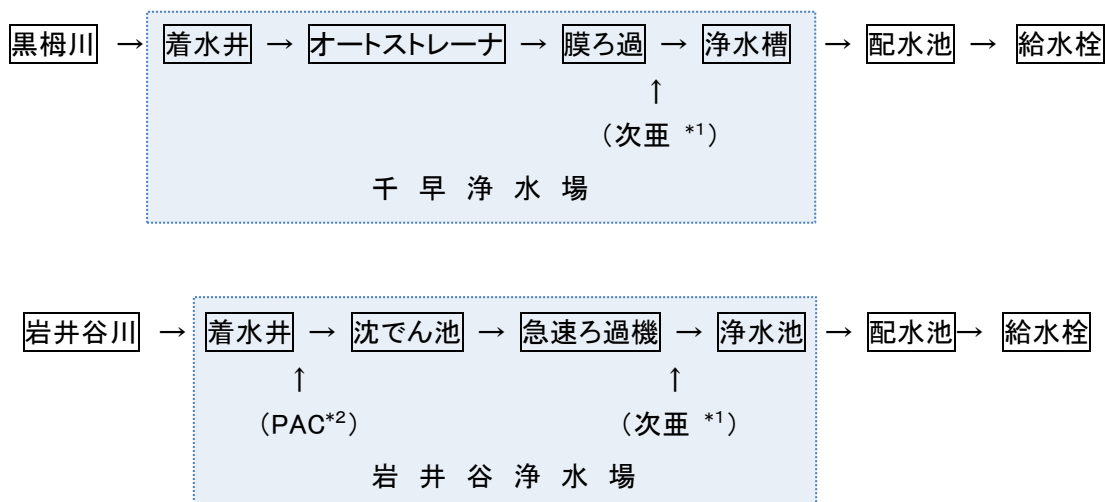 黒栂川 → 着水井 → オートストレーナ → 膜ろ過 → 浄水槽 → 配水池 → 給水栓
↑
（次亜 *1）
千 早 浄 水 場
岩井谷川 → 着水井 → 沈でん池 → 急速ろ過機 → 浄水池 → 配水池→ 給水栓
↑ ↑
（PAC*2） （次亜 *1）
岩 井 谷 浄 水 場